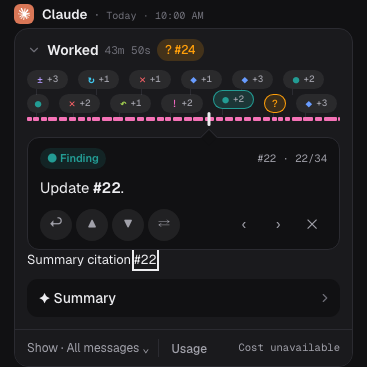 Claude · Today · 10:00 AM
Worked 43m 50s ? #24
± +3 ↻ +1 ✕ +1 ◆ +1 ◆ +3 ● +2
● ✕ +2 ↶ +1 ! +2 ● +2 ? ◆ +3
Finding #22 · 22/34
Update #22.
Summary citation #22
Summary
Show · All messages Usage Cost unavailable